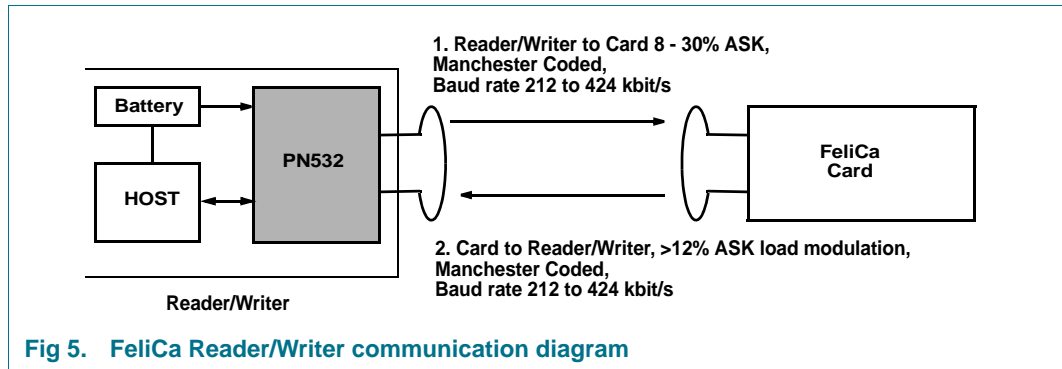 1. Reader/Writer to Card 8 - 30% ASK,
Manchester Coded,
Baud rate 212 to 424 kbit/s
Battery
PN532
HOST
FeliCa
Card
2. Card to Reader/Writer, >12% ASK load modulation,
Manchester Coded,
Baud rate 212 to 424 kbit/s
Reader/Writer
Fig 5. FeliCa Reader/Writer communication diagram